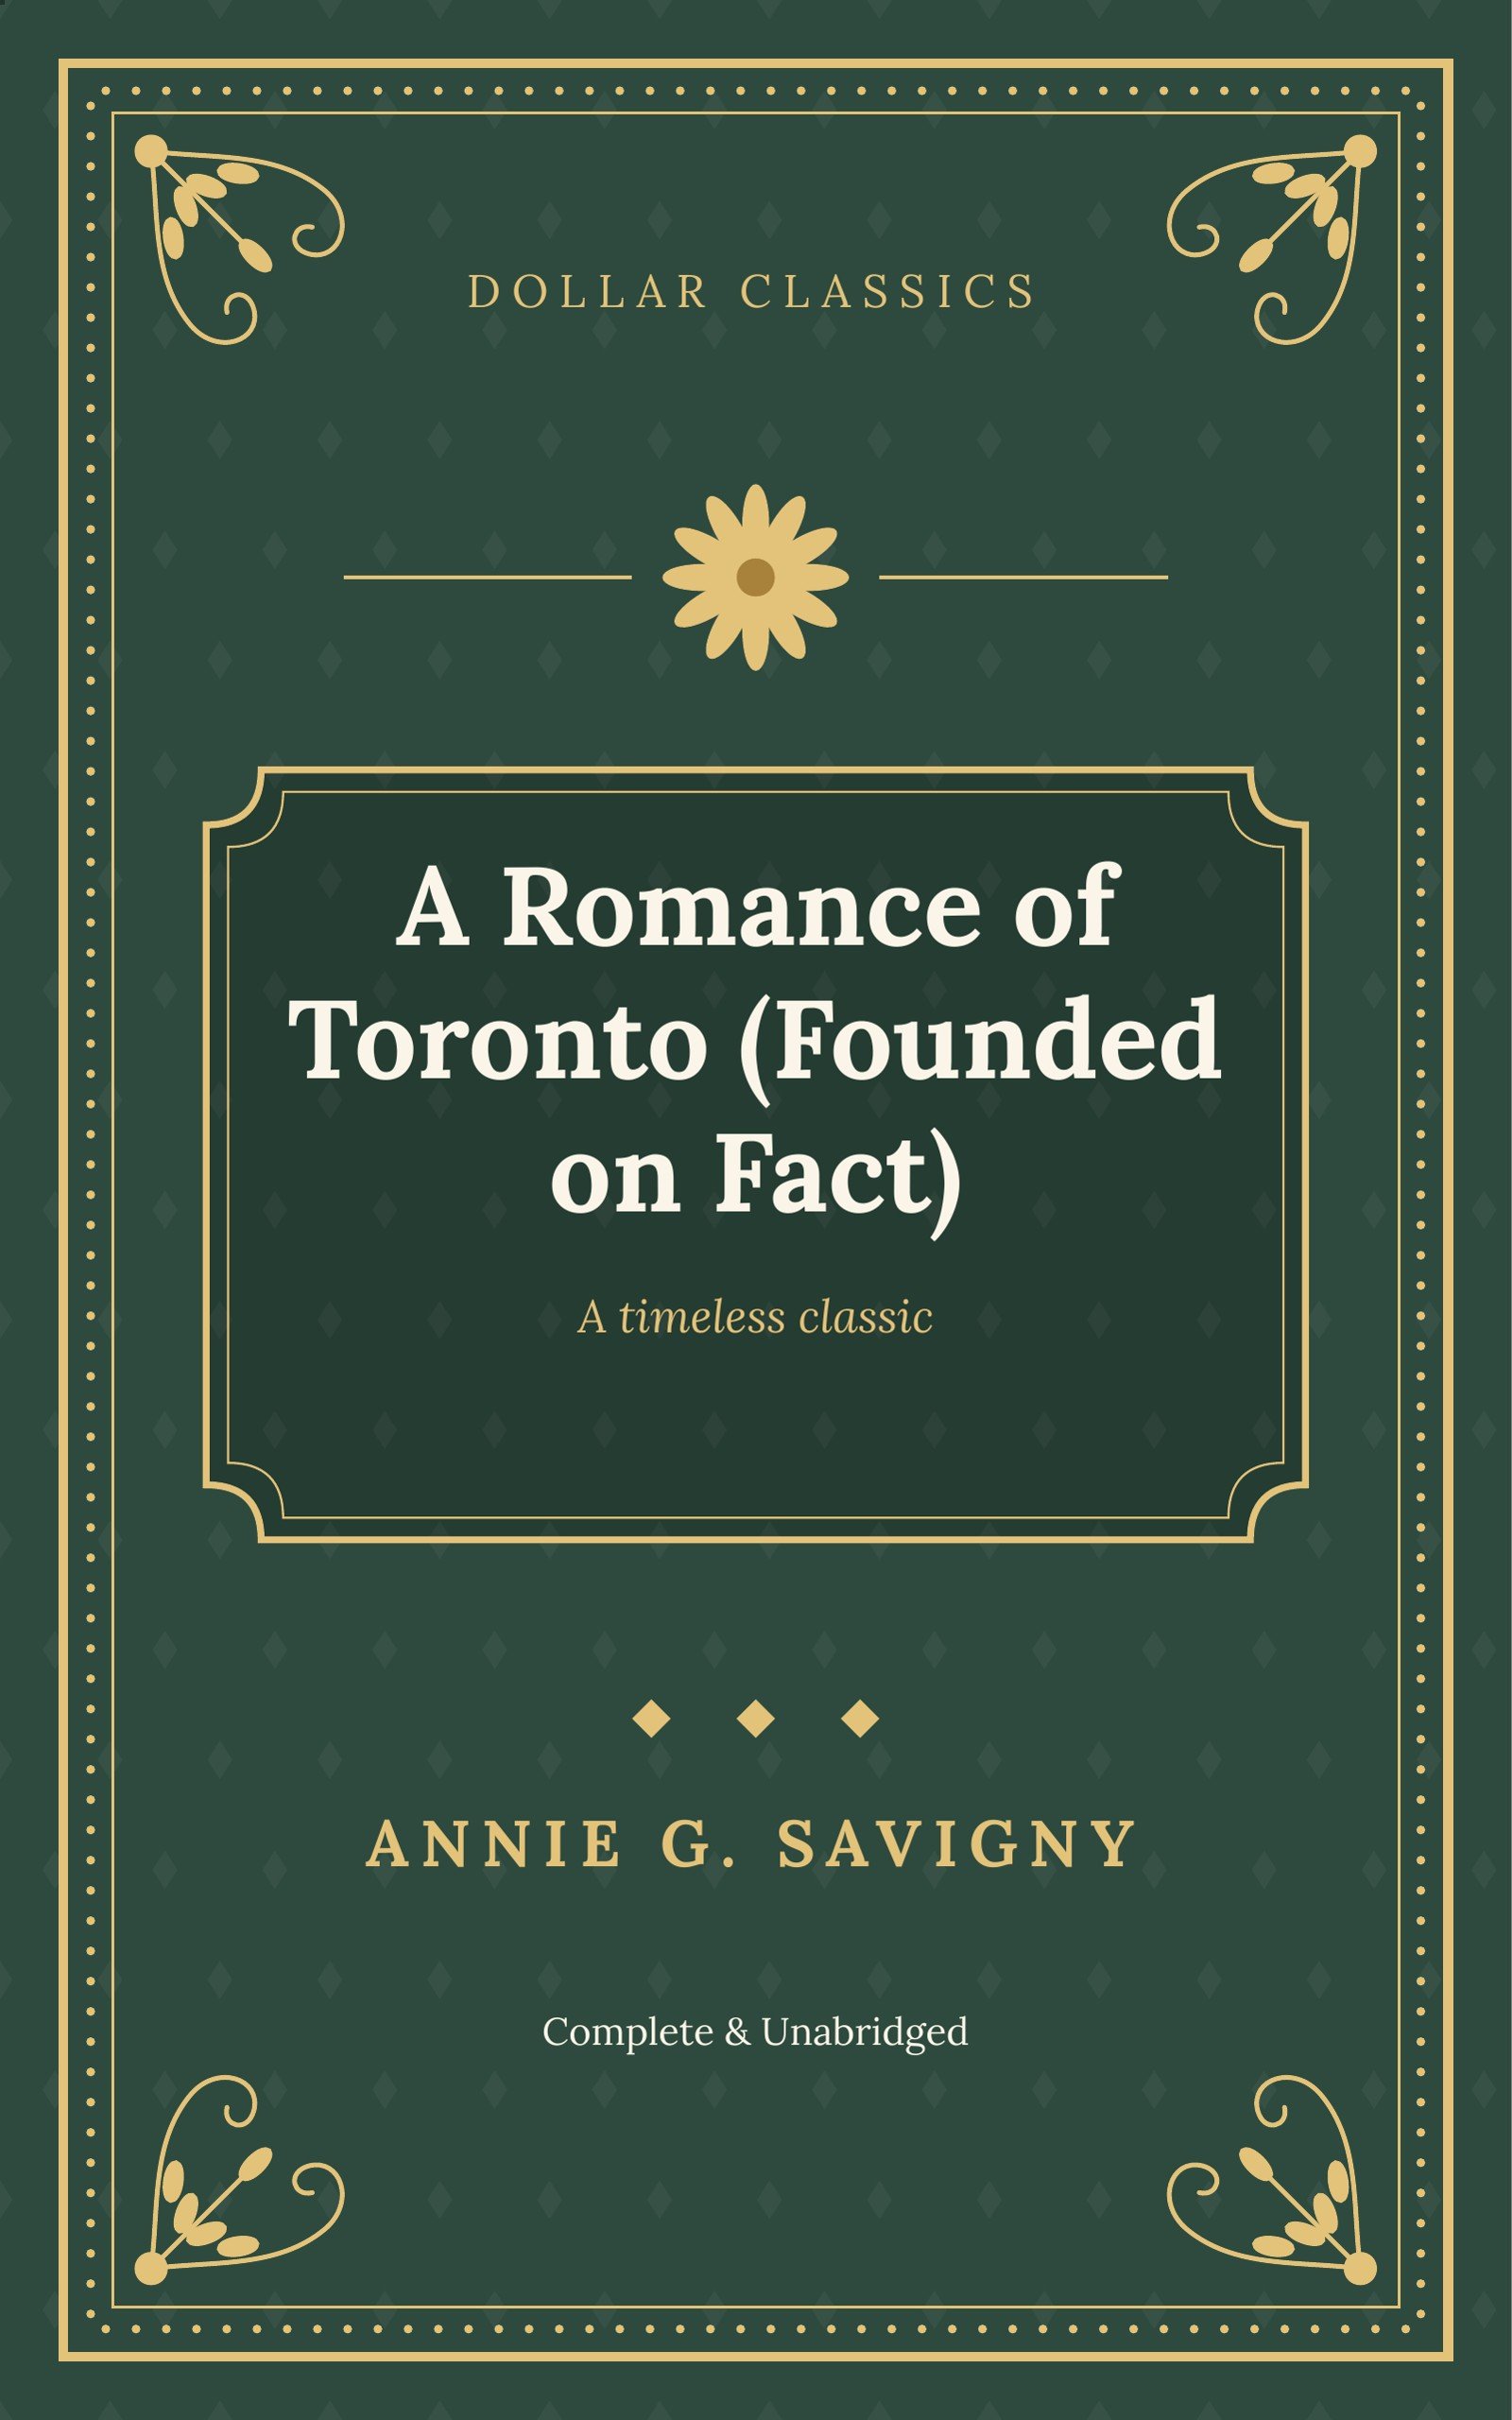 DOLLAR CLASSICS
A Romance of
Toronto (Founded
on Fact)
A timeless classic
ANNIE G. SAVIGNY
Complete & Unabridged